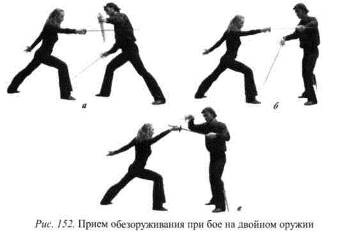 а
б
в
Рис. 152. Прием обезоруживания при бое на двойном оружии